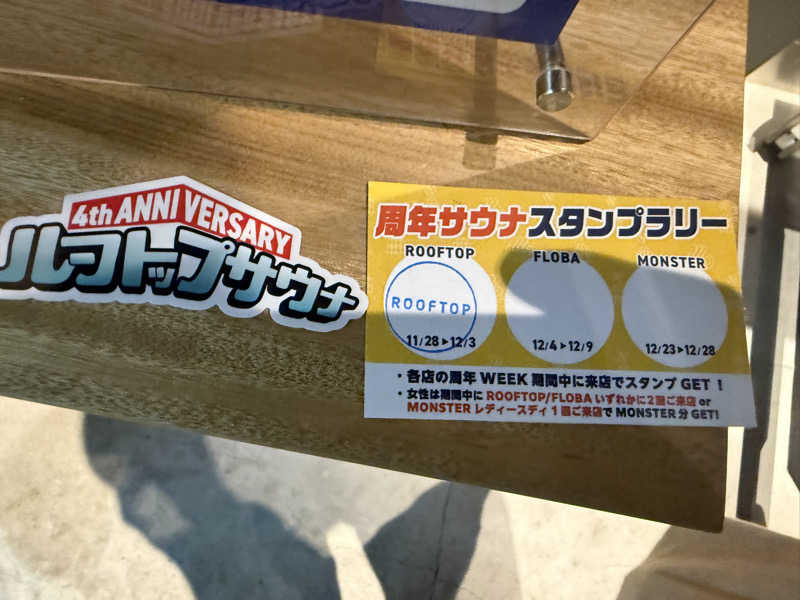 4th ANNIVERSARY
ルーフトップサウナ
周年サウナスタンプラリー
ROOFTOP
FLOBA
MONSTER
ROOFTOP
11/28▶12/3
12/4▶12/9
12/23▶12/28
・各店の周年WEEK期間中に来店でスタンプGET！
・女性は期間中にROOFTOP/FLOBAいずれかに2回ご来店or
MONSTERレディースディ1回ご来店でMONSTER分GET!